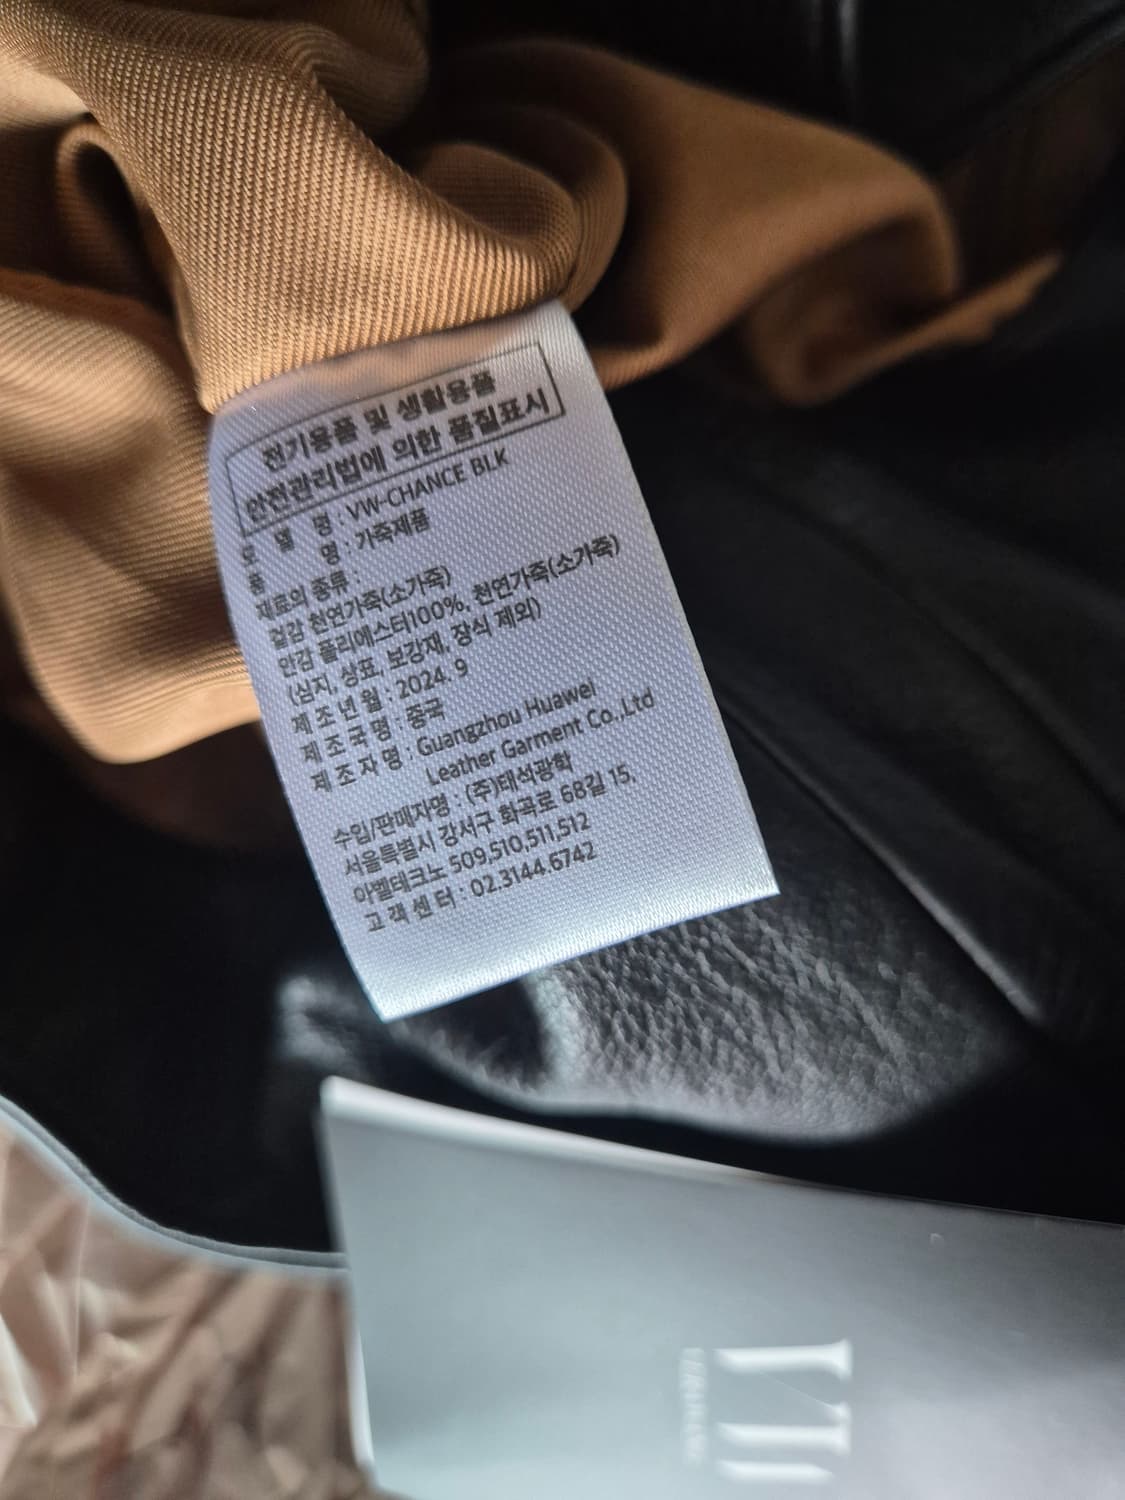 전기용품 및 생활용품
안전관리법에 의한 품질표시
모 델 명 : VW-CHANCE BLK
품 명 : 가죽제품
재료의 종류 :
겉감 천연가죽(소가죽)
안감 폴리에스터100%, 천연가죽(소가죽)
(심지, 상표, 보강재, 장식 제외)
제 조 년 월 : 2024. 9
제 조 국 명 : 중국
제 조 자 명 : Guangzhou Huawei
Leather Garment Co.,Ltd
수입/판매자명 : (주)태석광학
서울특별시 강서구 화곡로 68길 15,
아벨테크노 509,510,511,512
고 객 센 터 : 02.3144.6742